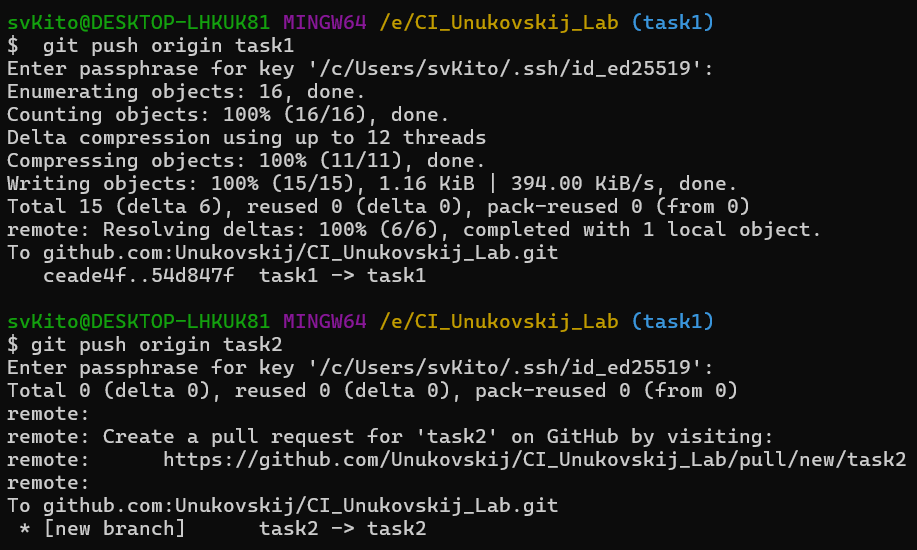 svKito@DESKTOP-LHKUK81 MINGW64 /e/CI_Unukovskij_Lab (task1)
$  git push origin task1
Enter passphrase for key '/c/Users/svKito/.ssh/id_ed25519':
Enumerating objects: 16, done.
Counting objects: 100% (16/16), done.
Delta compression using up to 12 threads
Compressing objects: 100% (11/11), done.
Writing objects: 100% (15/15), 1.16 KiB | 394.00 KiB/s, done.
Total 15 (delta 6), reused 0 (delta 0), pack-reused 0 (from 0)
remote: Resolving deltas: 100% (6/6), completed with 1 local object.
To github.com:Unukovskij/CI_Unukovskij_Lab.git
   ceade4f..54d847f  task1 -> task1

svKito@DESKTOP-LHKUK81 MINGW64 /e/CI_Unukovskij_Lab (task1)
$ git push origin task2
Enter passphrase for key '/c/Users/svKito/.ssh/id_ed25519':
Total 0 (delta 0), reused 0 (delta 0), pack-reused 0 (from 0)
remote:
remote: Create a pull request for 'task2' on GitHub by visiting:
remote:      https://github.com/Unukovskij/CI_Unukovskij_Lab/pull/new/task2
remote:
To github.com:Unukovskij/CI_Unukovskij_Lab.git
 * [new branch]      task2 -> task2